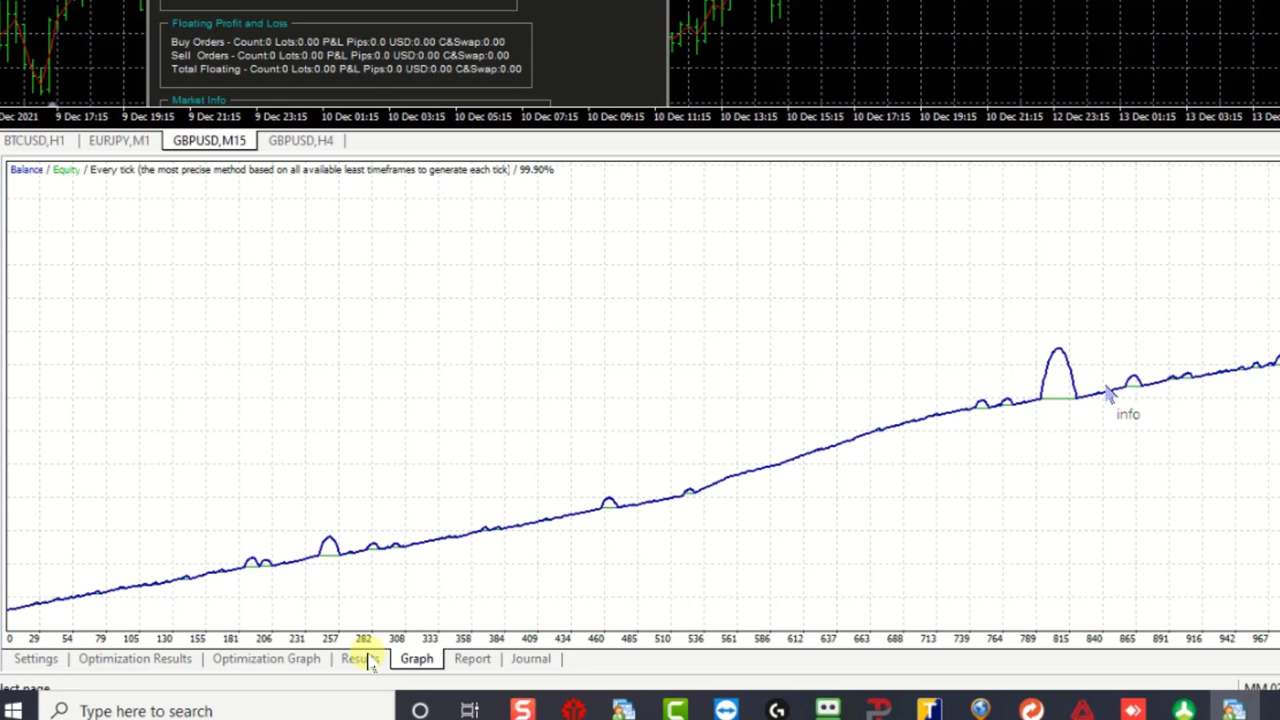 Floating Profit and Loss
Buy Orders - Count:0 Lots:0.00 P&L Pips:0.0 USD:0.00 C&Swap:0.00
Sell Orders - Count:0 Lots:0.00 P&L Pips:0.0 USD:0.00 C&Swap:0.00
Total Floating - Count:0 Lots:0.00 P&L Pips:0.0 USD:0.00 C&Swap:0.00
Market Info
Dec 2021 9 Dec 17:15 9 Dec 19:15 9 Dec 21:15 9 Dec 23:15 10 Dec 01:15 10 Dec 03:15 10 Dec 05:15 10 Dec 07:15 10 Dec 09:15 10 Dec 11:15 10 Dec 13:15 10 Dec 15:15 10 Dec 17:15 10 Dec 19:15 10 Dec 21:15 12 Dec 23:15 13 Dec 01:15 13 Dec 03:15 13 Dec
BTCUSD,H1 EURJPY,M1 GBPUSD,M15 GBPUSD,H4
Balance / Equity / Every tick (the most precise method based on all available least timeframes to generate each tick) / 99.90%
info
0 29 54 79 105 130 155 181 206 231 257 282 308 333 358 384 409 434 460 485 510 536 561 586 612 637 663 688 713 739 764 789 815 840 865 891 916 942 967
Settings Optimization Results Optimization Graph Results Graph Report Journal
page
Type here to search